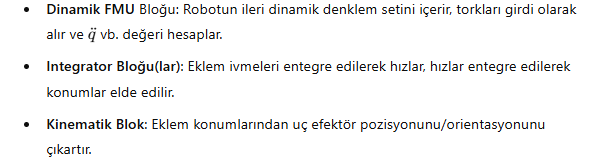 • Dinamik FMU Bloğu: Robotun ileri dinamik denklem setini içerir, torkları girdi olarak
alır ve q̈ vb. değeri hesaplar.
• Integrator Bloğu(lar): Eklem ivmeleri entegre edilerek hızlar, hızlar entegre edilerek
konumlar elde edilir.
• Kinematik Blok: Eklem konumlarından uç efektör pozisyonunu/orientasyonunu
çıkartır.